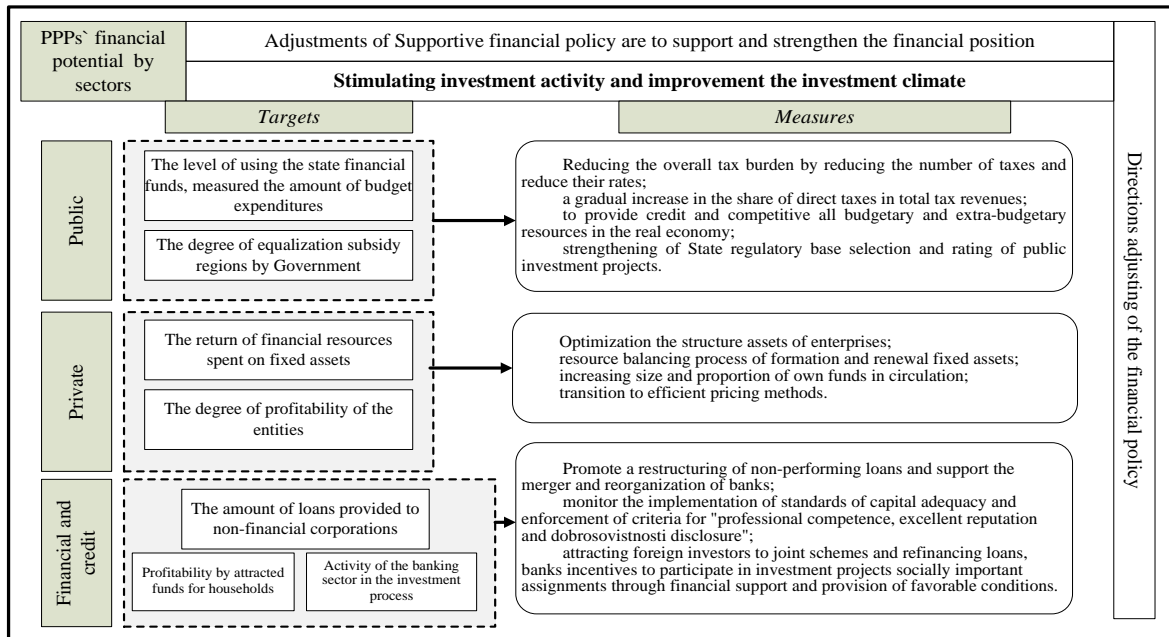 PPPs` financial
potential by
sectors
Adjustments of Supportive financial policy are to support and strengthen the financial position
Stimulating investment activity and improvement the investment climate
Targets
Measures
Directions adjusting of the financial policy
Public
The level of using the state financial
funds, measured the amount of budget
expenditures
The degree of equalization subsidy
regions by Government
Reducing the overall tax burden by reducing the number of taxes and
reduce their rates;
a gradual increase in the share of direct taxes in total tax revenues;
to provide credit and competitive all budgetary and extra-budgetary
resources in the real economy;
strengthening of State regulatory base selection and rating of public
investment projects.
Private
The return of financial resources
spent on fixed assets
The degree of profitability of the
entities
Optimization the structure assets of enterprises;
resource balancing process of formation and renewal fixed assets;
increasing size and proportion of own funds in circulation;
transition to efficient pricing methods.
Financial and
credit
The amount of loans provided to
non-financial corporations
Profitability by attracted
funds for households
Activity of the banking
sector in the investment
process
Promote a restructuring of non-performing loans and support the
merger and reorganization of banks;
monitor the implementation of standards of capital adequacy and
enforcement of criteria for "professional competence, excellent reputation
and dobrosovistnosti disclosure";
attracting foreign investors to joint schemes and refinancing loans,
banks incentives to participate in investment projects socially important
assignments through financial support and provision of favorable conditions.